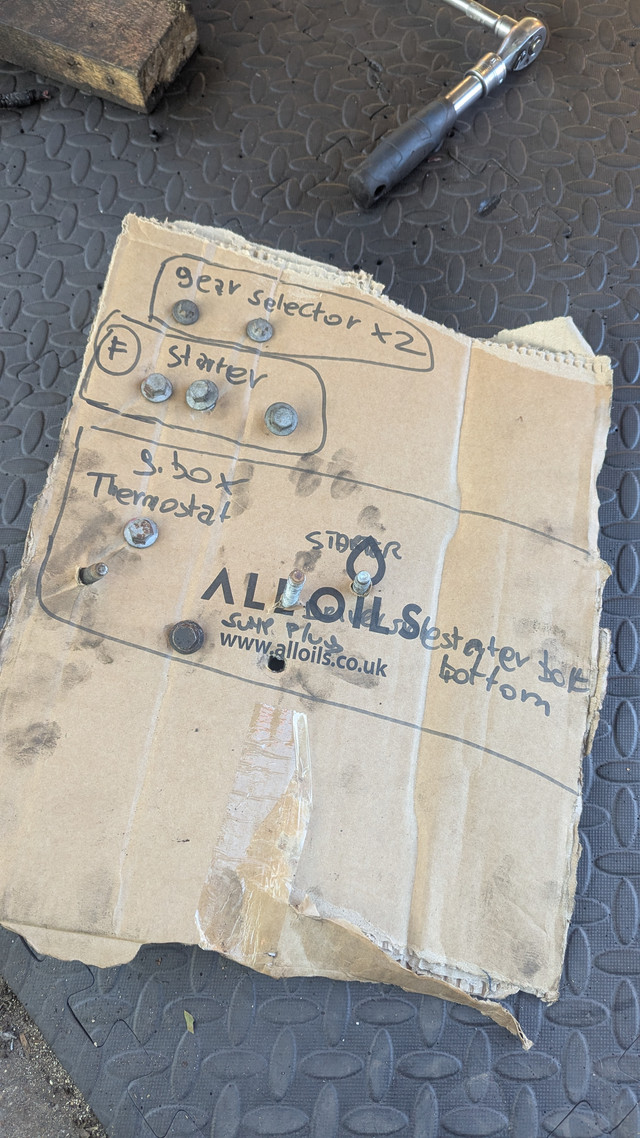 gear selector x2
F
Starter
g.box
Thermostat
STARTER
ALLOILS
sump plug
www.alloils.co.uk
starter bolt
bottom